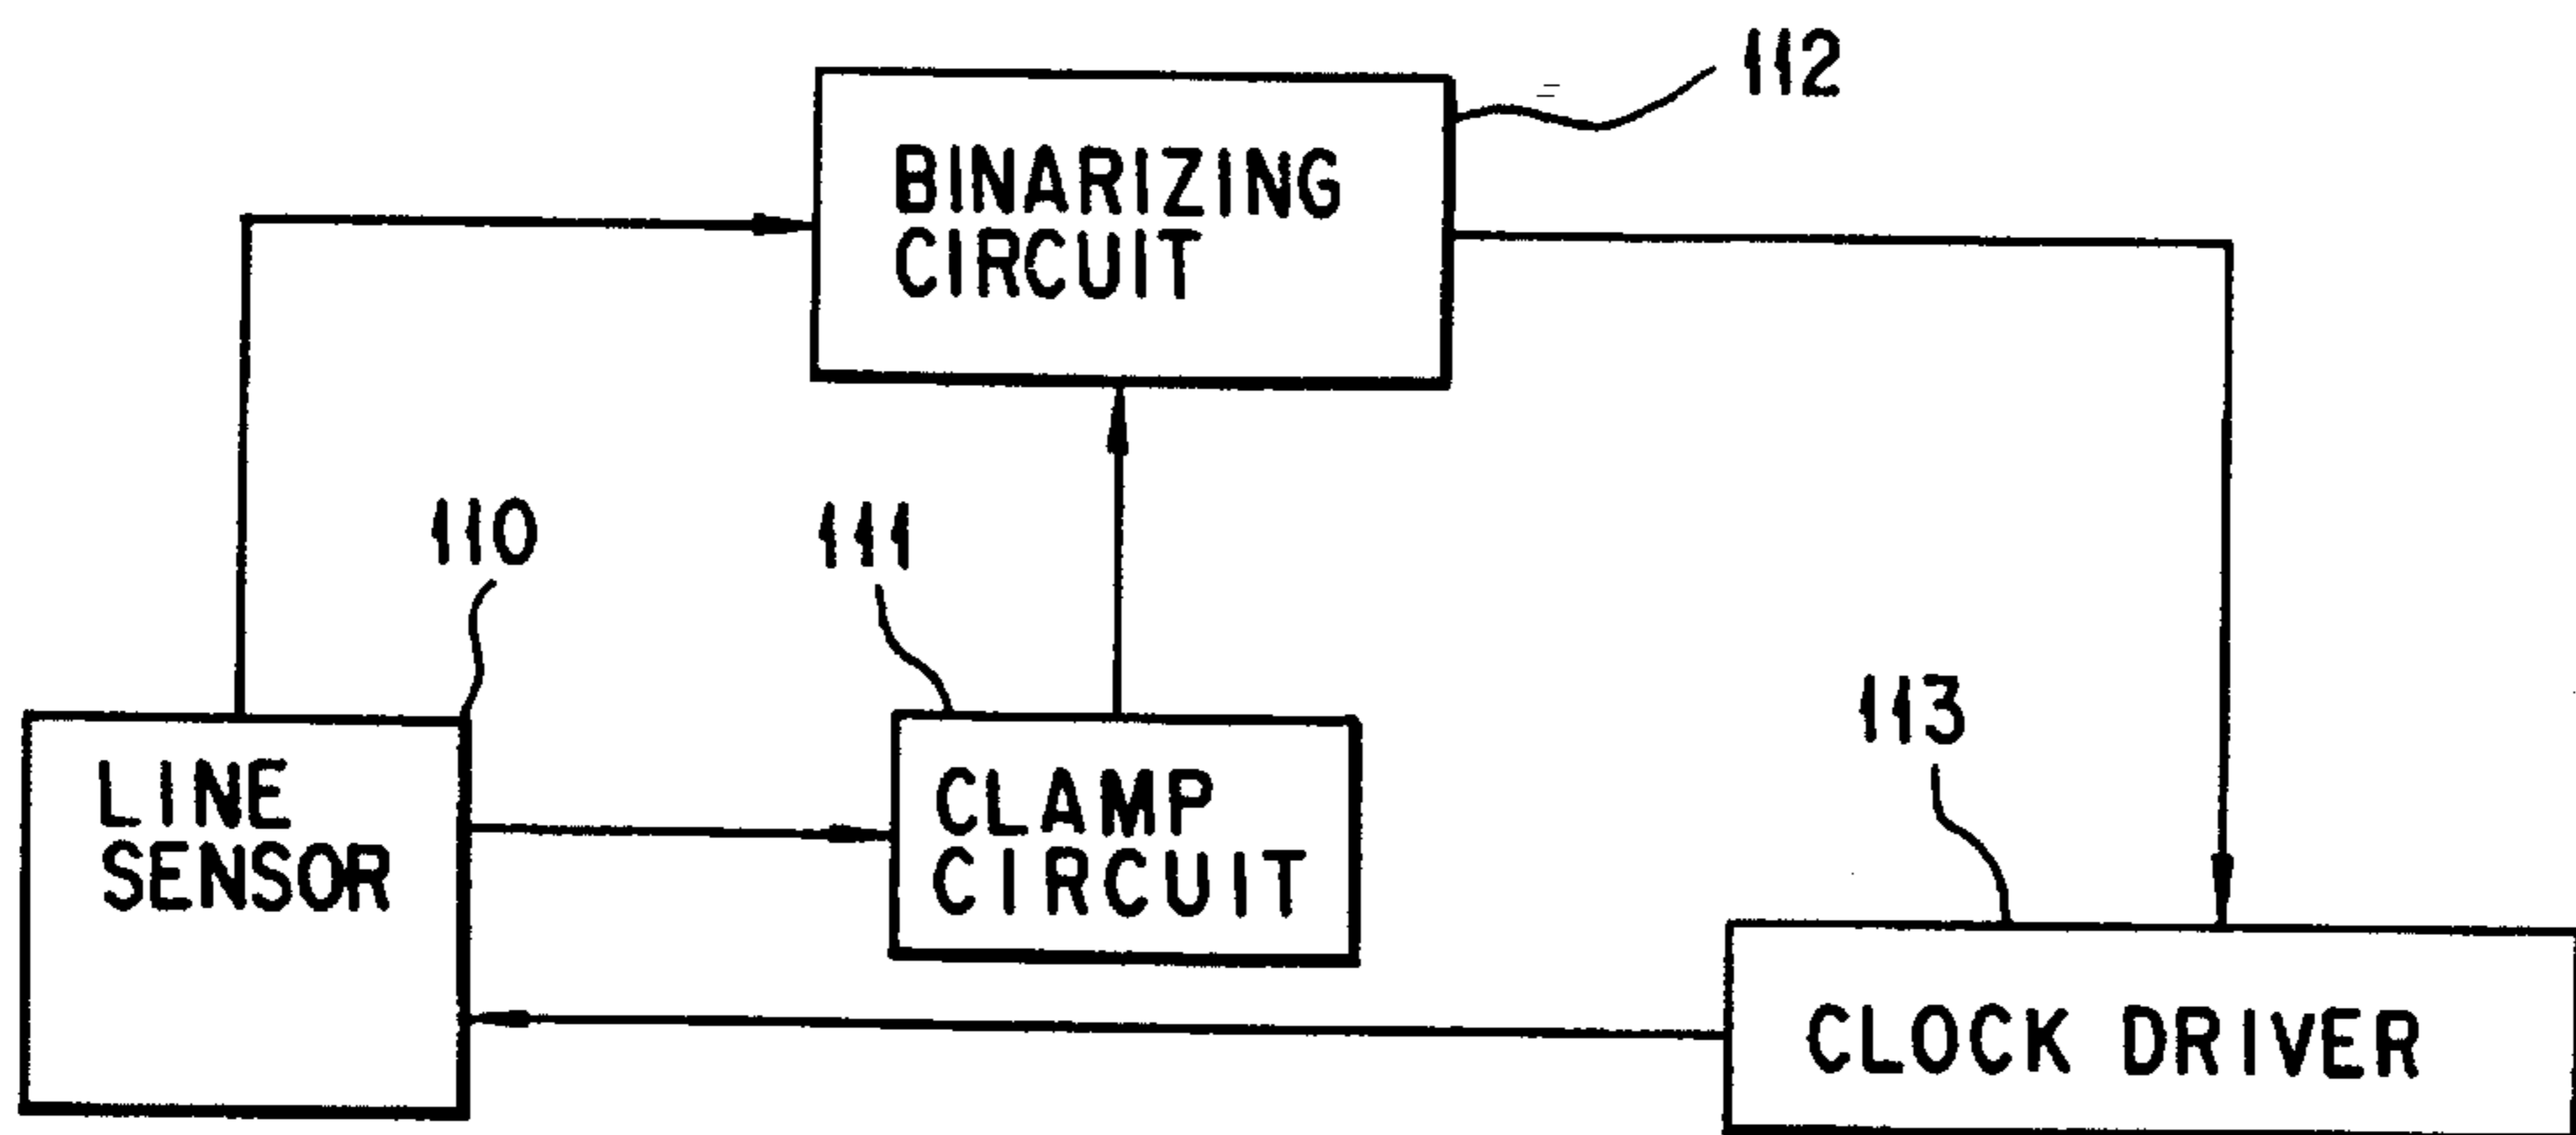 112
BINARIZING
CIRCUIT
110
111
113
LINE
SENSOR
CLAMP
CIRCUIT
CLOCK DRIVER